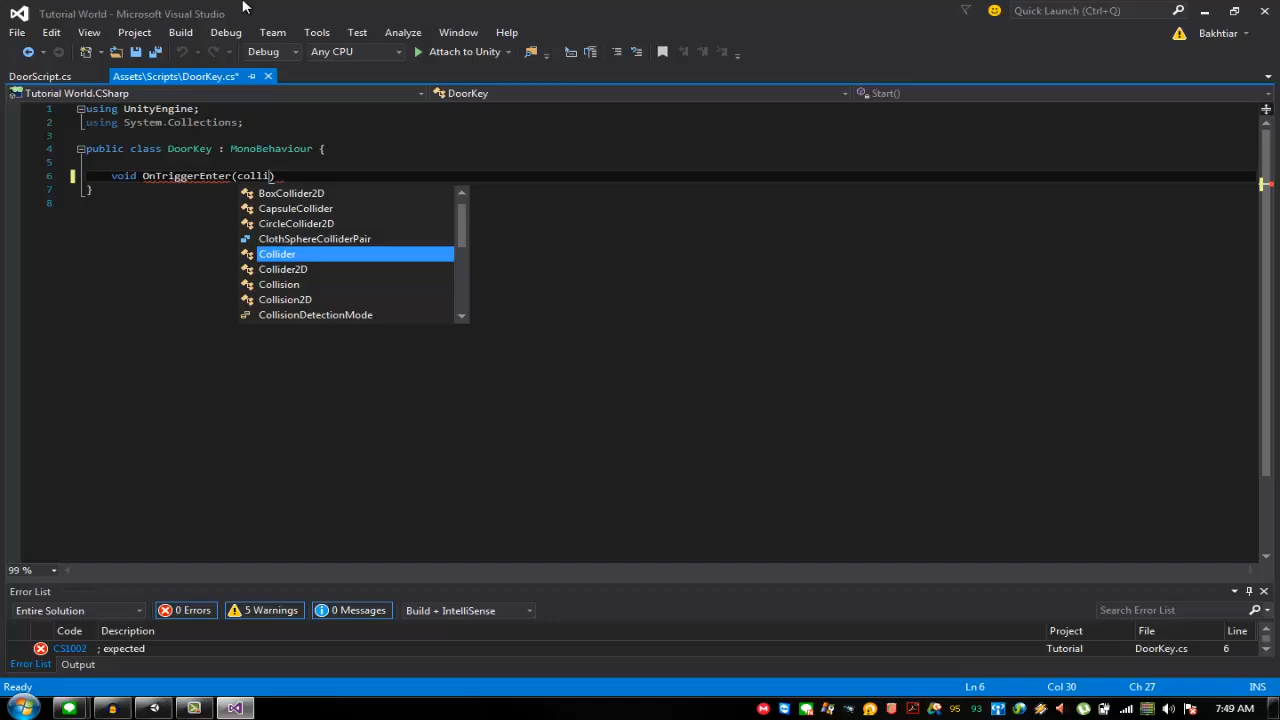 Tutorial World - Microsoft Visual Studio
Quick Launch (Ctrl+Q)
File Edit View Project Build Debug Team Tools Test Analyze Window Help
Bakhtiar
Debug Any CPU Attach to Unity
DoorScript.cs Assets\Scripts\DoorKey.cs*
Tutorial World.CSharp DoorKey Start()
1 using UnityEngine;
2 using System.Collections;
3
4 public class DoorKey : MonoBehaviour {
5
6 void OnTriggerEnter(colli)
7 }
8
BoxCollider2D
CapsuleCollider
CircleCollider2D
ClothSphereColliderPair
Collider
Collider2D
Collision
Collision2D
CollisionDetectionMode
99 %
Error List
Entire Solution 0 Errors 5 Warnings 0 Messages Build + IntelliSense Search Error List
Code Description Project File Line
CS1002 ; expected Tutorial DoorKey.cs 6
Error List Output
Ready Ln 6 Col 30 Ch 27 INS
95 93 7:49 AM